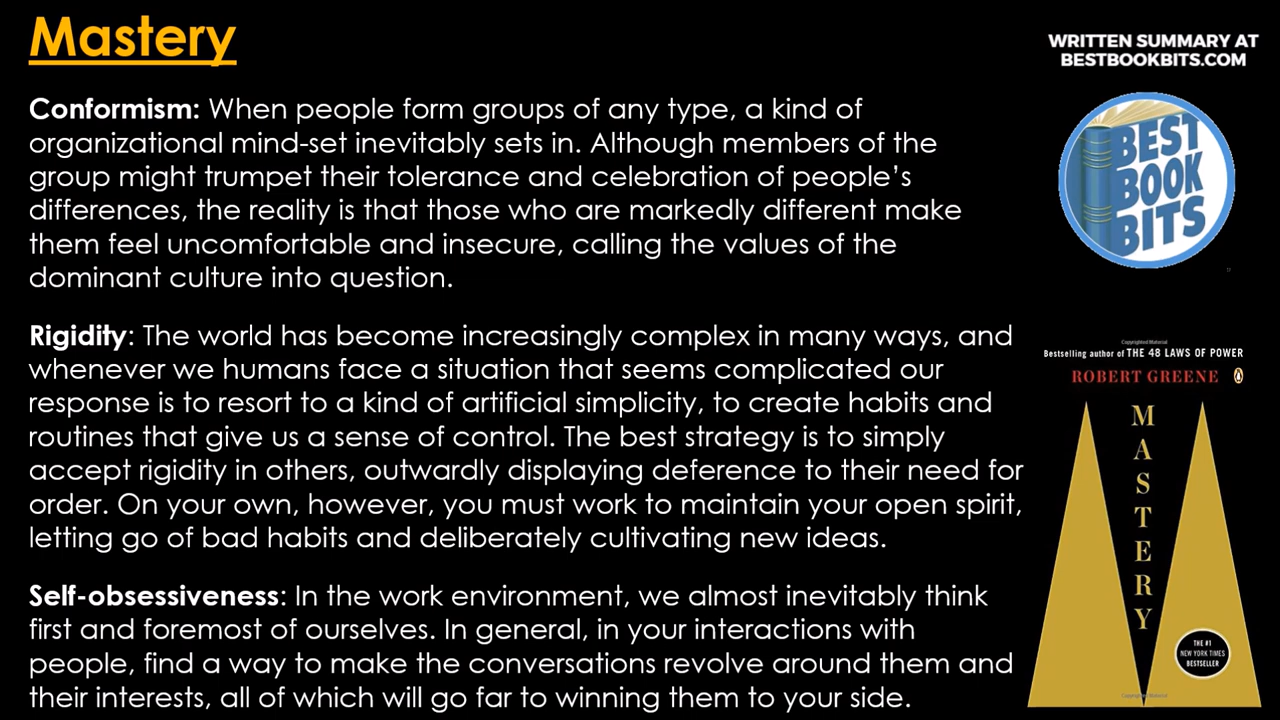 Mastery
WRITTEN SUMMARY AT
BESTBOOKBITS.COM
Conformism: When people form groups of any type, a kind of
organizational mind-set inevitably sets in. Although members of the
group might trumpet their tolerance and celebration of people's
differences, the reality is that those who are markedly different make
them feel uncomfortable and insecure, calling the values of the
dominant culture into question.
BEST
BOOK
BITS
Rigidity: The world has become increasingly complex in many ways, and
whenever we humans face a situation that seems complicated our
response is to resort to a kind of artificial simplicity, to create habits and
routines that give us a sense of control. The best strategy is to simply
accept rigidity in others, outwardly displaying deference to their need for
order. On your own, however, you must work to maintain your open spirit,
letting go of bad habits and deliberately cultivating new ideas.
Self-obsessiveness: In the work environment, we almost inevitably think
first and foremost of ourselves. In general, in your interactions with
people, find a way to make the conversations revolve around them and
their interests, all of which will go far to winning them to your side.
Copyrighted Material
Bestselling author of THE 48 LAWS OF POWER
ROBERT GREENE
M
A
S
T
E
R
Y
THE #1
NEW YORK TIMES
BESTSELLER
Copyrighted Material